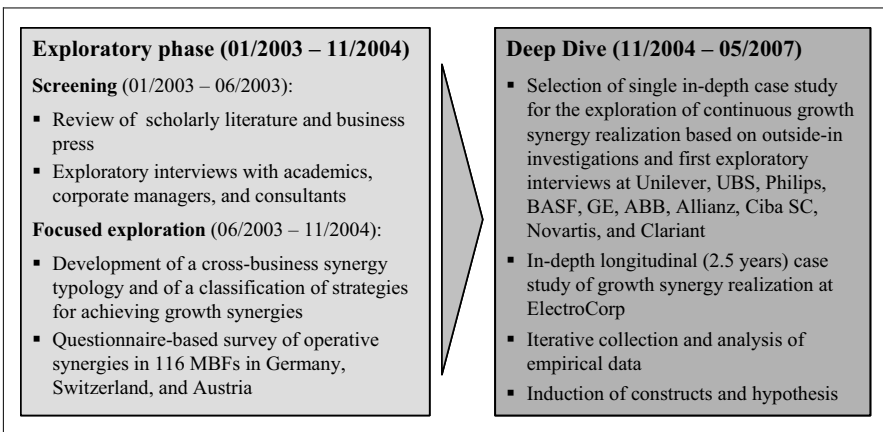 Exploratory phase (01/2003 – 11/2004)
Screening (01/2003 – 06/2003):
▪ Review of scholarly literature and business
press
▪ Exploratory interviews with academics,
corporate managers, and consultants
Focused exploration (06/2003 – 11/2004):
▪ Development of a cross-business synergy
typology and of a classification of strategies
for achieving growth synergies
▪ Questionnaire-based survey of operative
synergies in 116 MBFs in Germany,
Switzerland, and Austria
Deep Dive (11/2004 – 05/2007)
▪ Selection of single in-depth case study
for the exploration of continuous growth
synergy realization based on outside-in
investigations and first exploratory
interviews at Unilever, UBS, Philips,
BASF, GE, ABB, Allianz, Ciba SC,
Novartis, and Clariant
▪ In-depth longitudinal (2.5 years) case
study of growth synergy realization at
ElectroCorp
▪ Iterative collection and analysis of
empirical data
▪ Induction of constructs and hypothesis